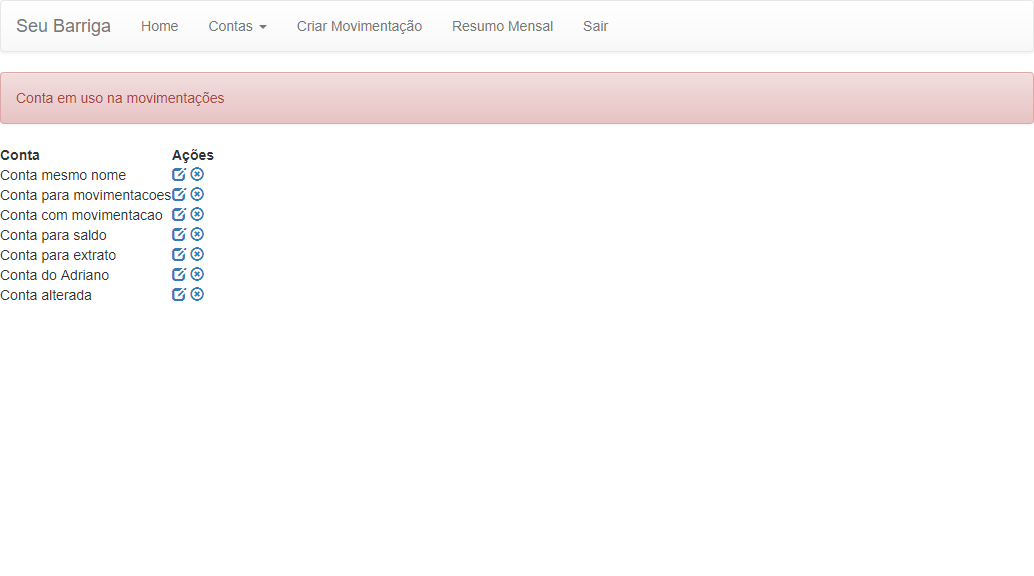 Seu Barriga Home Contas Criar Movimentação Resumo Mensal Sair
Conta em uso na movimentações
Conta Ações
Conta mesmo nome
Conta para movimentacoes
Conta com movimentacao
Conta para saldo
Conta para extrato
Conta do Adriano
Conta alterada